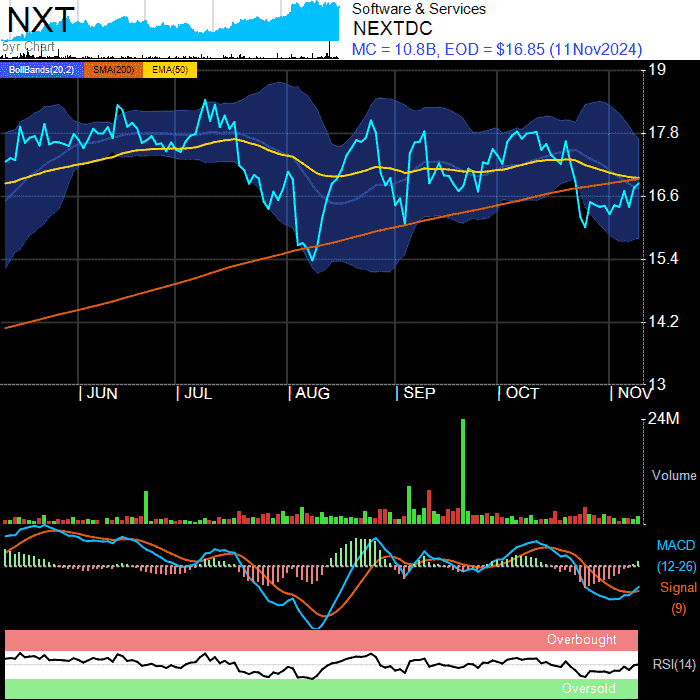 NXT
5yr Chart
Software & Services
NEXTDC
MC = 10.8B, EOD = $16.85 (11Nov2024)
BollBands(20,2) SMA(200) EMA(50)
19
17.8
16.6
15.4
14.2
13
JUN JUL AUG SEP OCT NOV
24M
Volume
MACD
(12-26)
Signal
(9)
Overbought
RSI(14)
Oversold